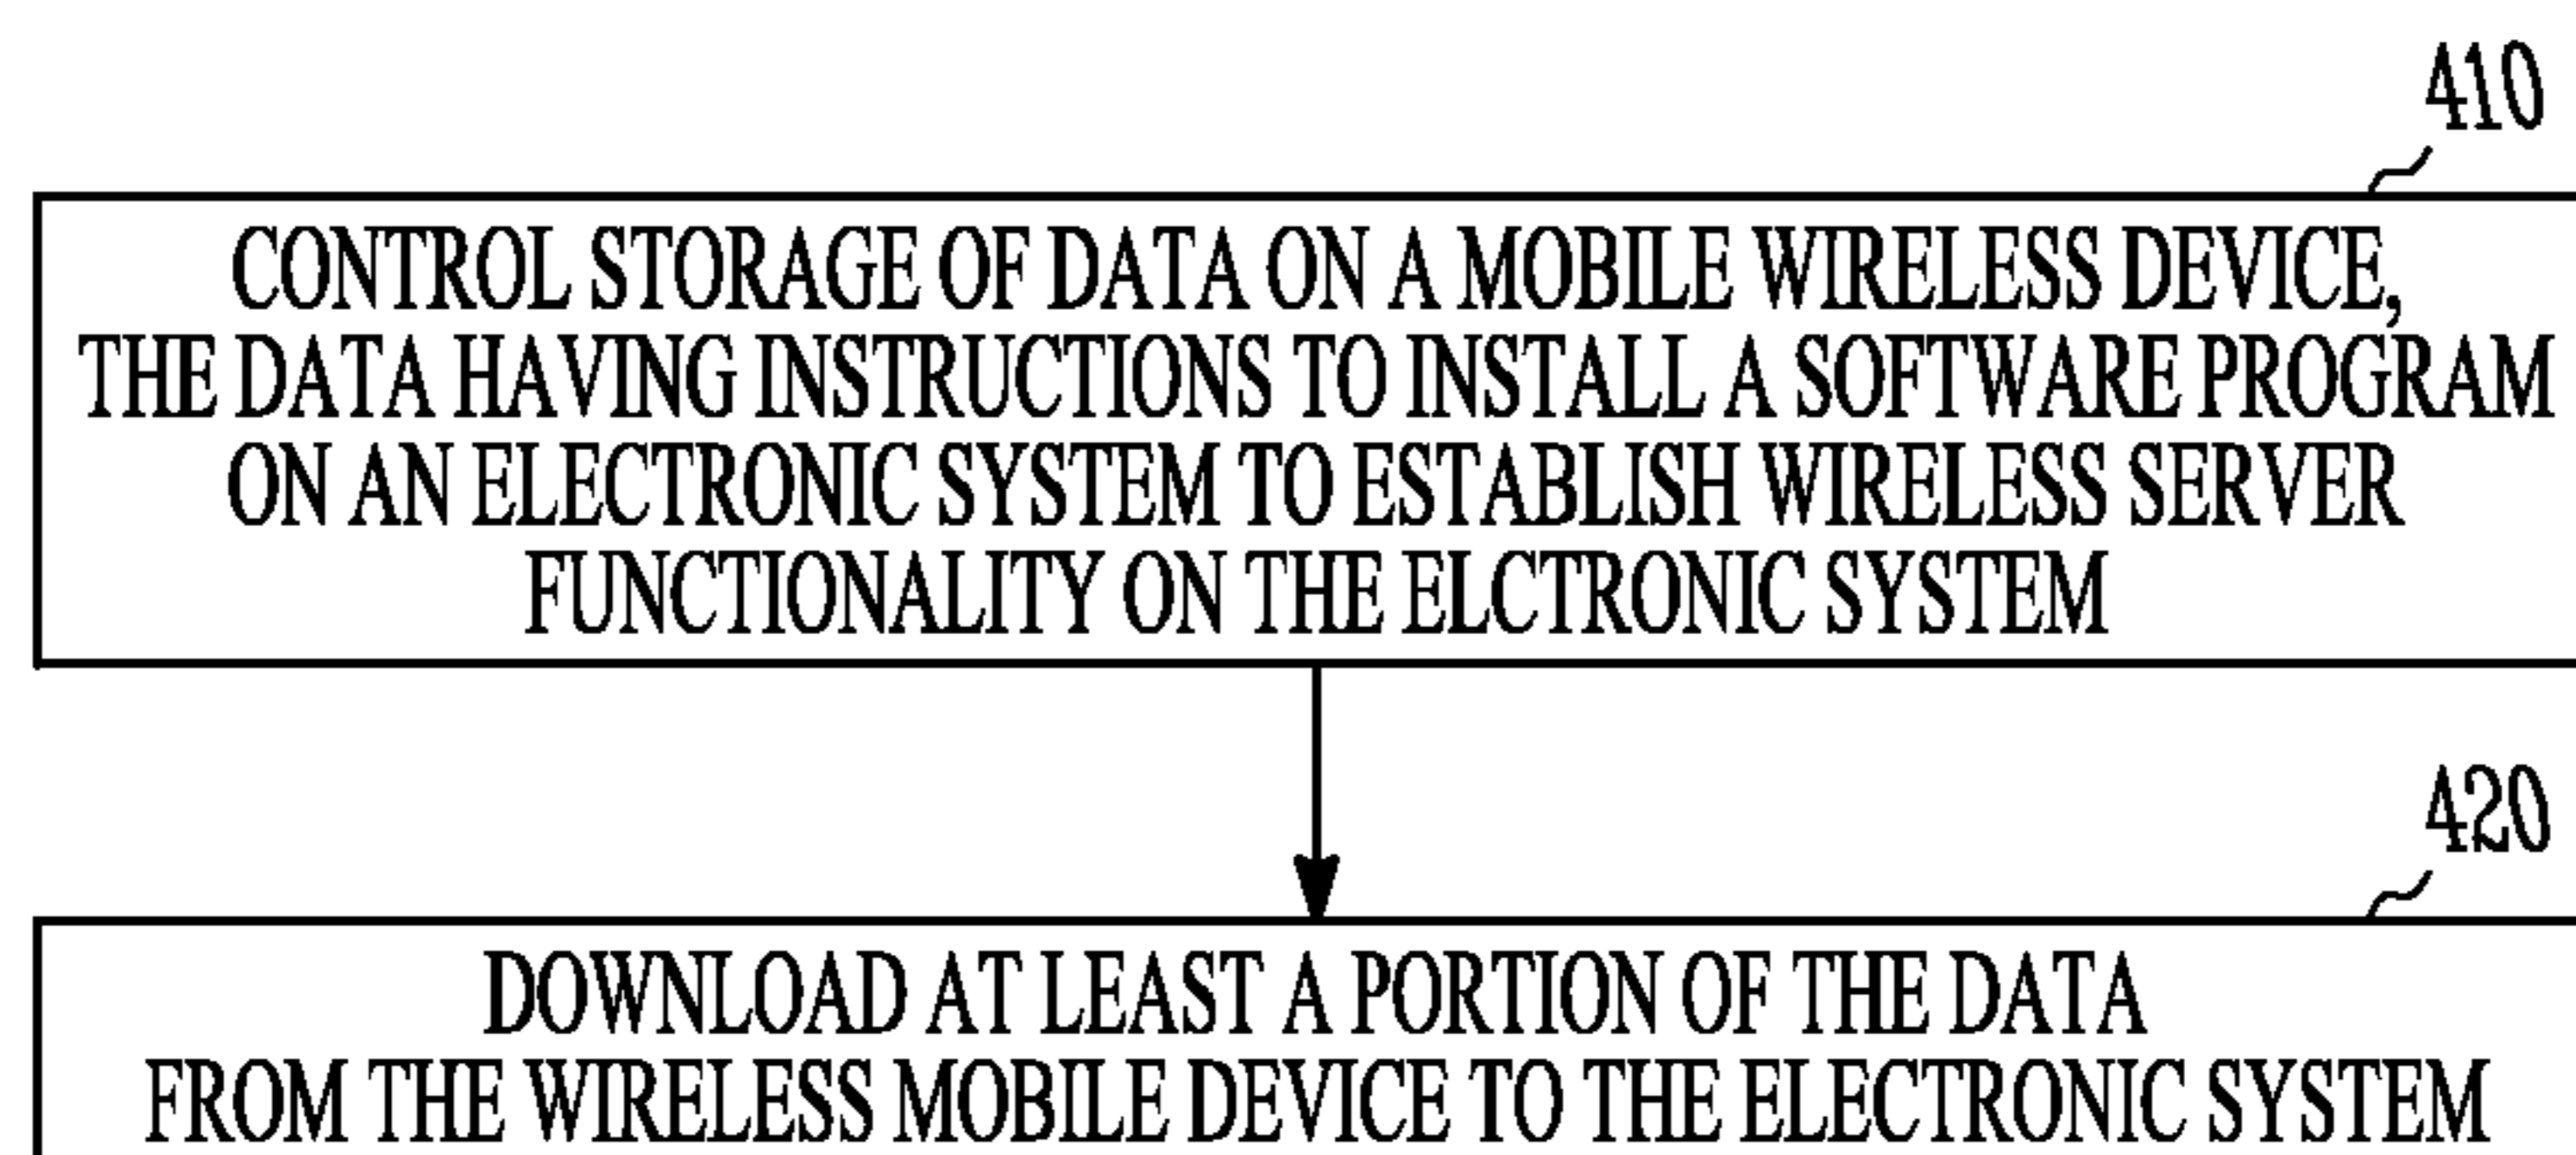 410
CONTROL STORAGE OF DATA ON A MOBILE WIRELESS DEVICE,
THE DATA HAVING INSTRUCTIONS TO INSTALL A SOFTWARE PROGRAM
ON AN ELECTRONIC SYSTEM TO ESTABLISH WIRELESS SERVER
FUNCTIONALITY ON THE ELCTRONIC SYSTEM
420
DOWNLOAD AT LEAST A PORTION OF THE DATA
FROM THE WIRELESS MOBILE DEVICE TO THE ELECTRONIC SYSTEM